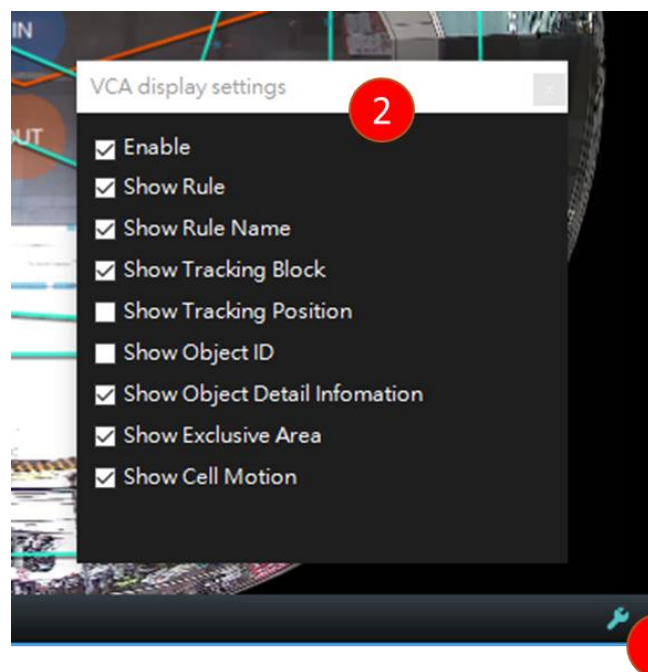 IN
VCA display settings
2
UT
Enable
Show Rule
Show Rule Name
Show Tracking Block
Show Tracking Position
Show Object ID
Show Object Detail Infomation
Show Exclusive Area
Show Cell Motion